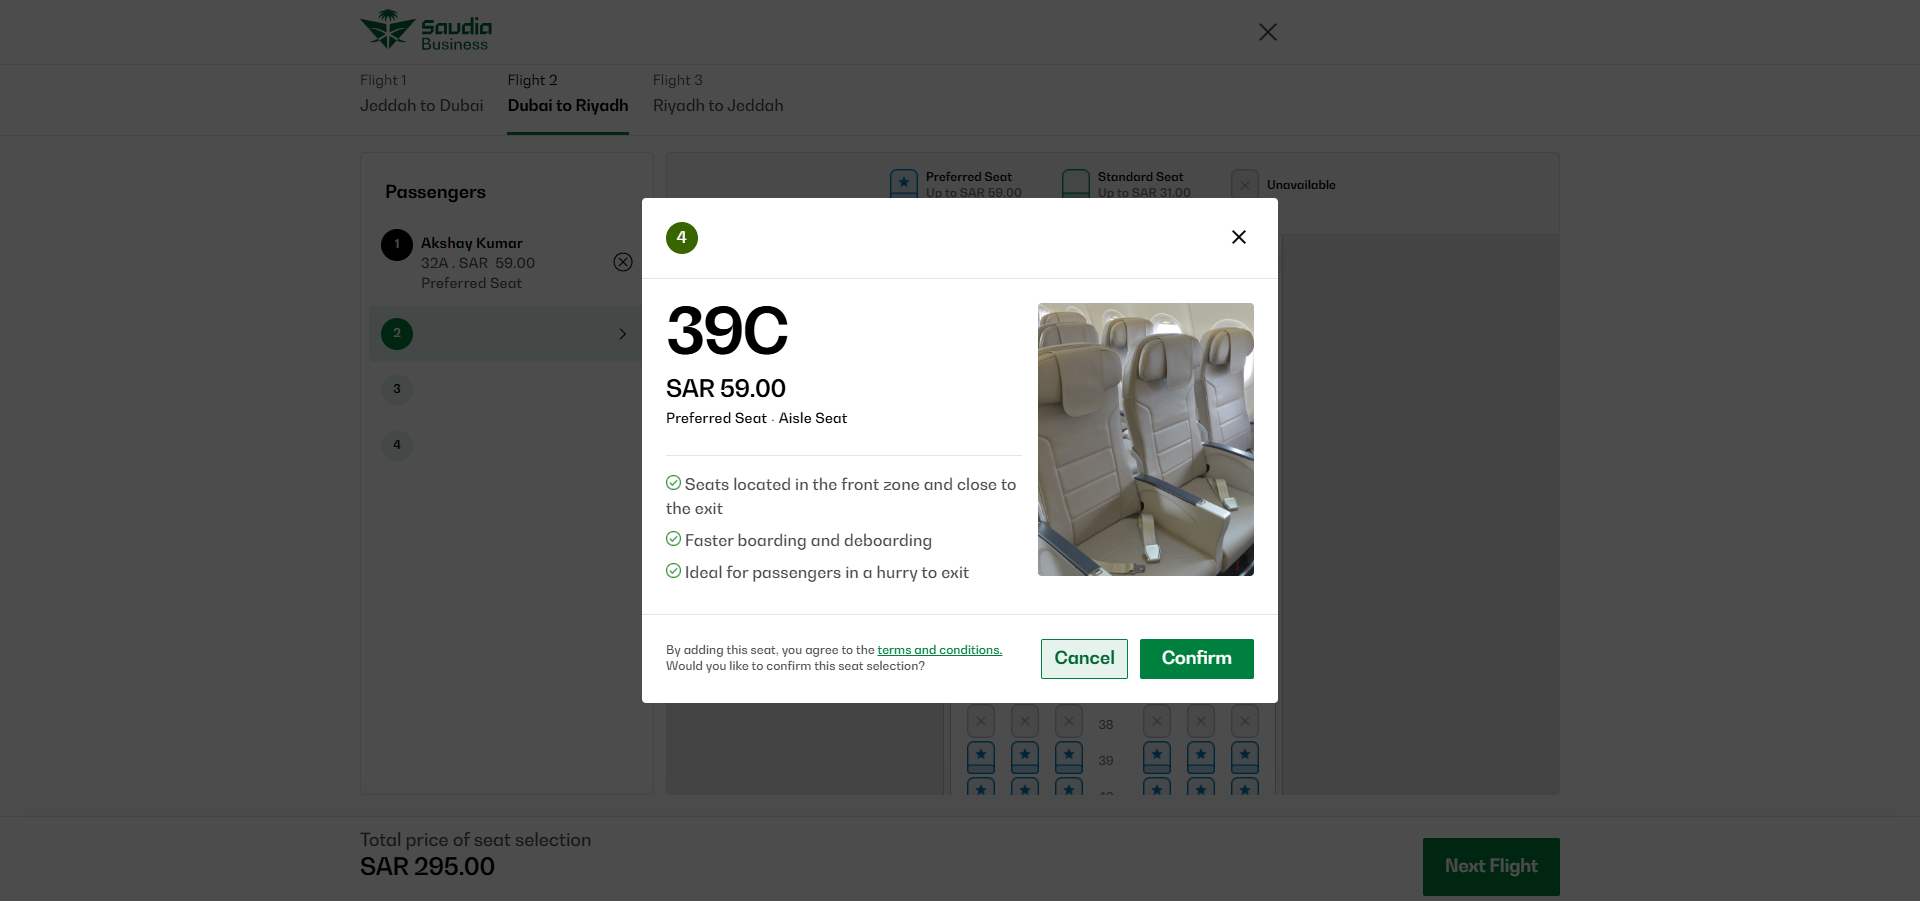 Saudia
Business
Flight 1
Jeddah to Dubai
Flight 2
Dubai to Riyadh
Flight 3
Riyadh to Jeddah
Passengers
1
Akshay Kumar
32A . SAR 59.00
Preferred Seat
2
3
4
Preferred Seat
Up to SAR 59.00
Standard Seat
Up to SAR 31.00
Unavailable
4
39C
SAR 59.00
Preferred Seat · Aisle Seat
Seats located in the front zone and close to
the exit
Faster boarding and deboarding
Ideal for passengers in a hurry to exit
By adding this seat, you agree to the terms and conditions.
Would you like to confirm this seat selection?
Cancel
Confirm
38
39
Total price of seat selection
SAR 295.00
Next Flight